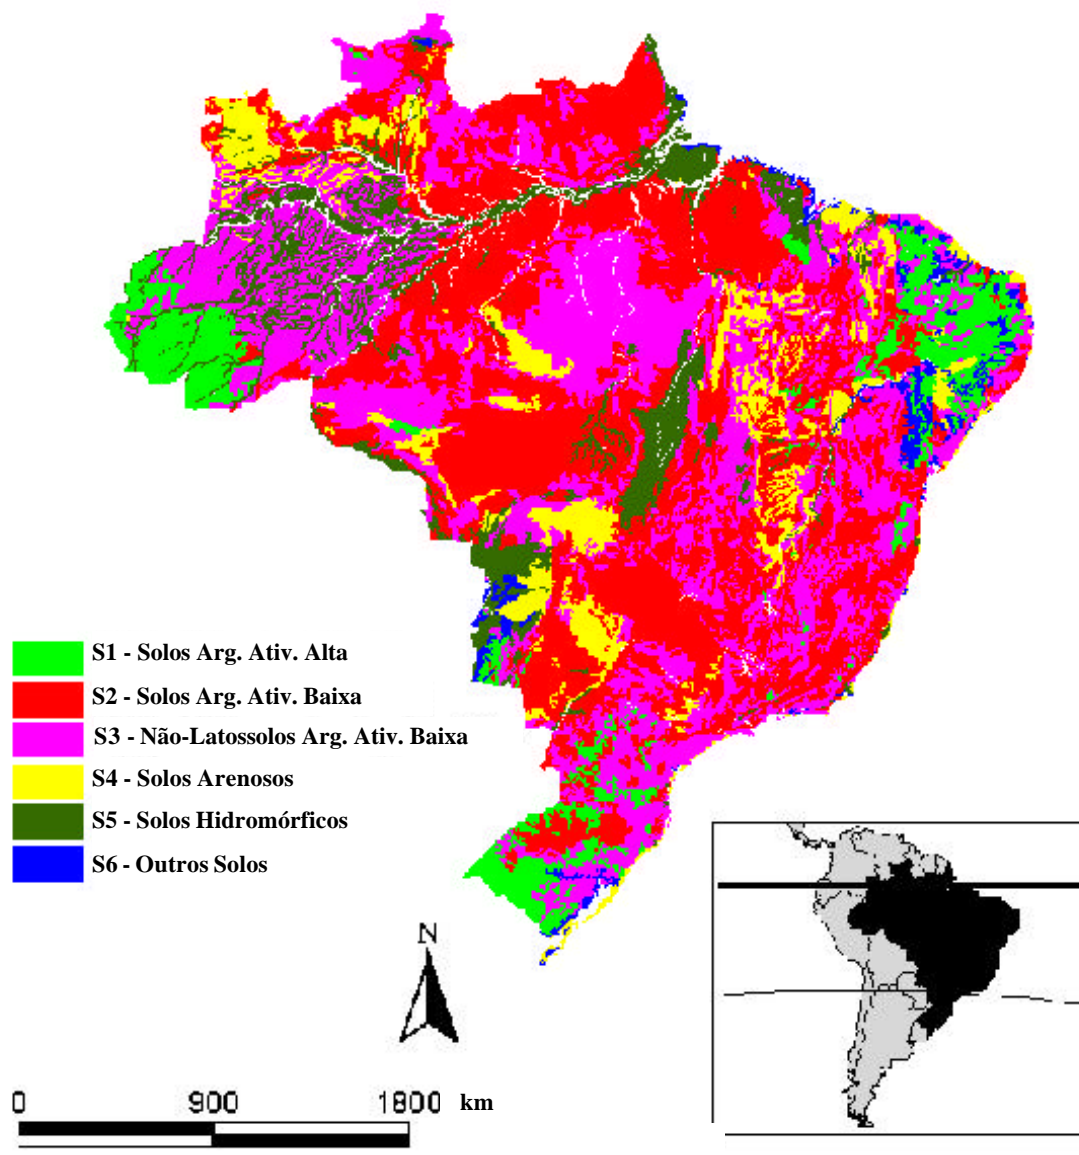 S1 - Solos Arg. Ativ. Alta
S2 - Solos Arg. Ativ. Baixa
S3 - Não-Latossolos Arg. Ativ. Baixa
S4 - Solos Arenosos
S5 - Solos Hidromórficos
S6 - Outros Solos
N
0 900 1800 km